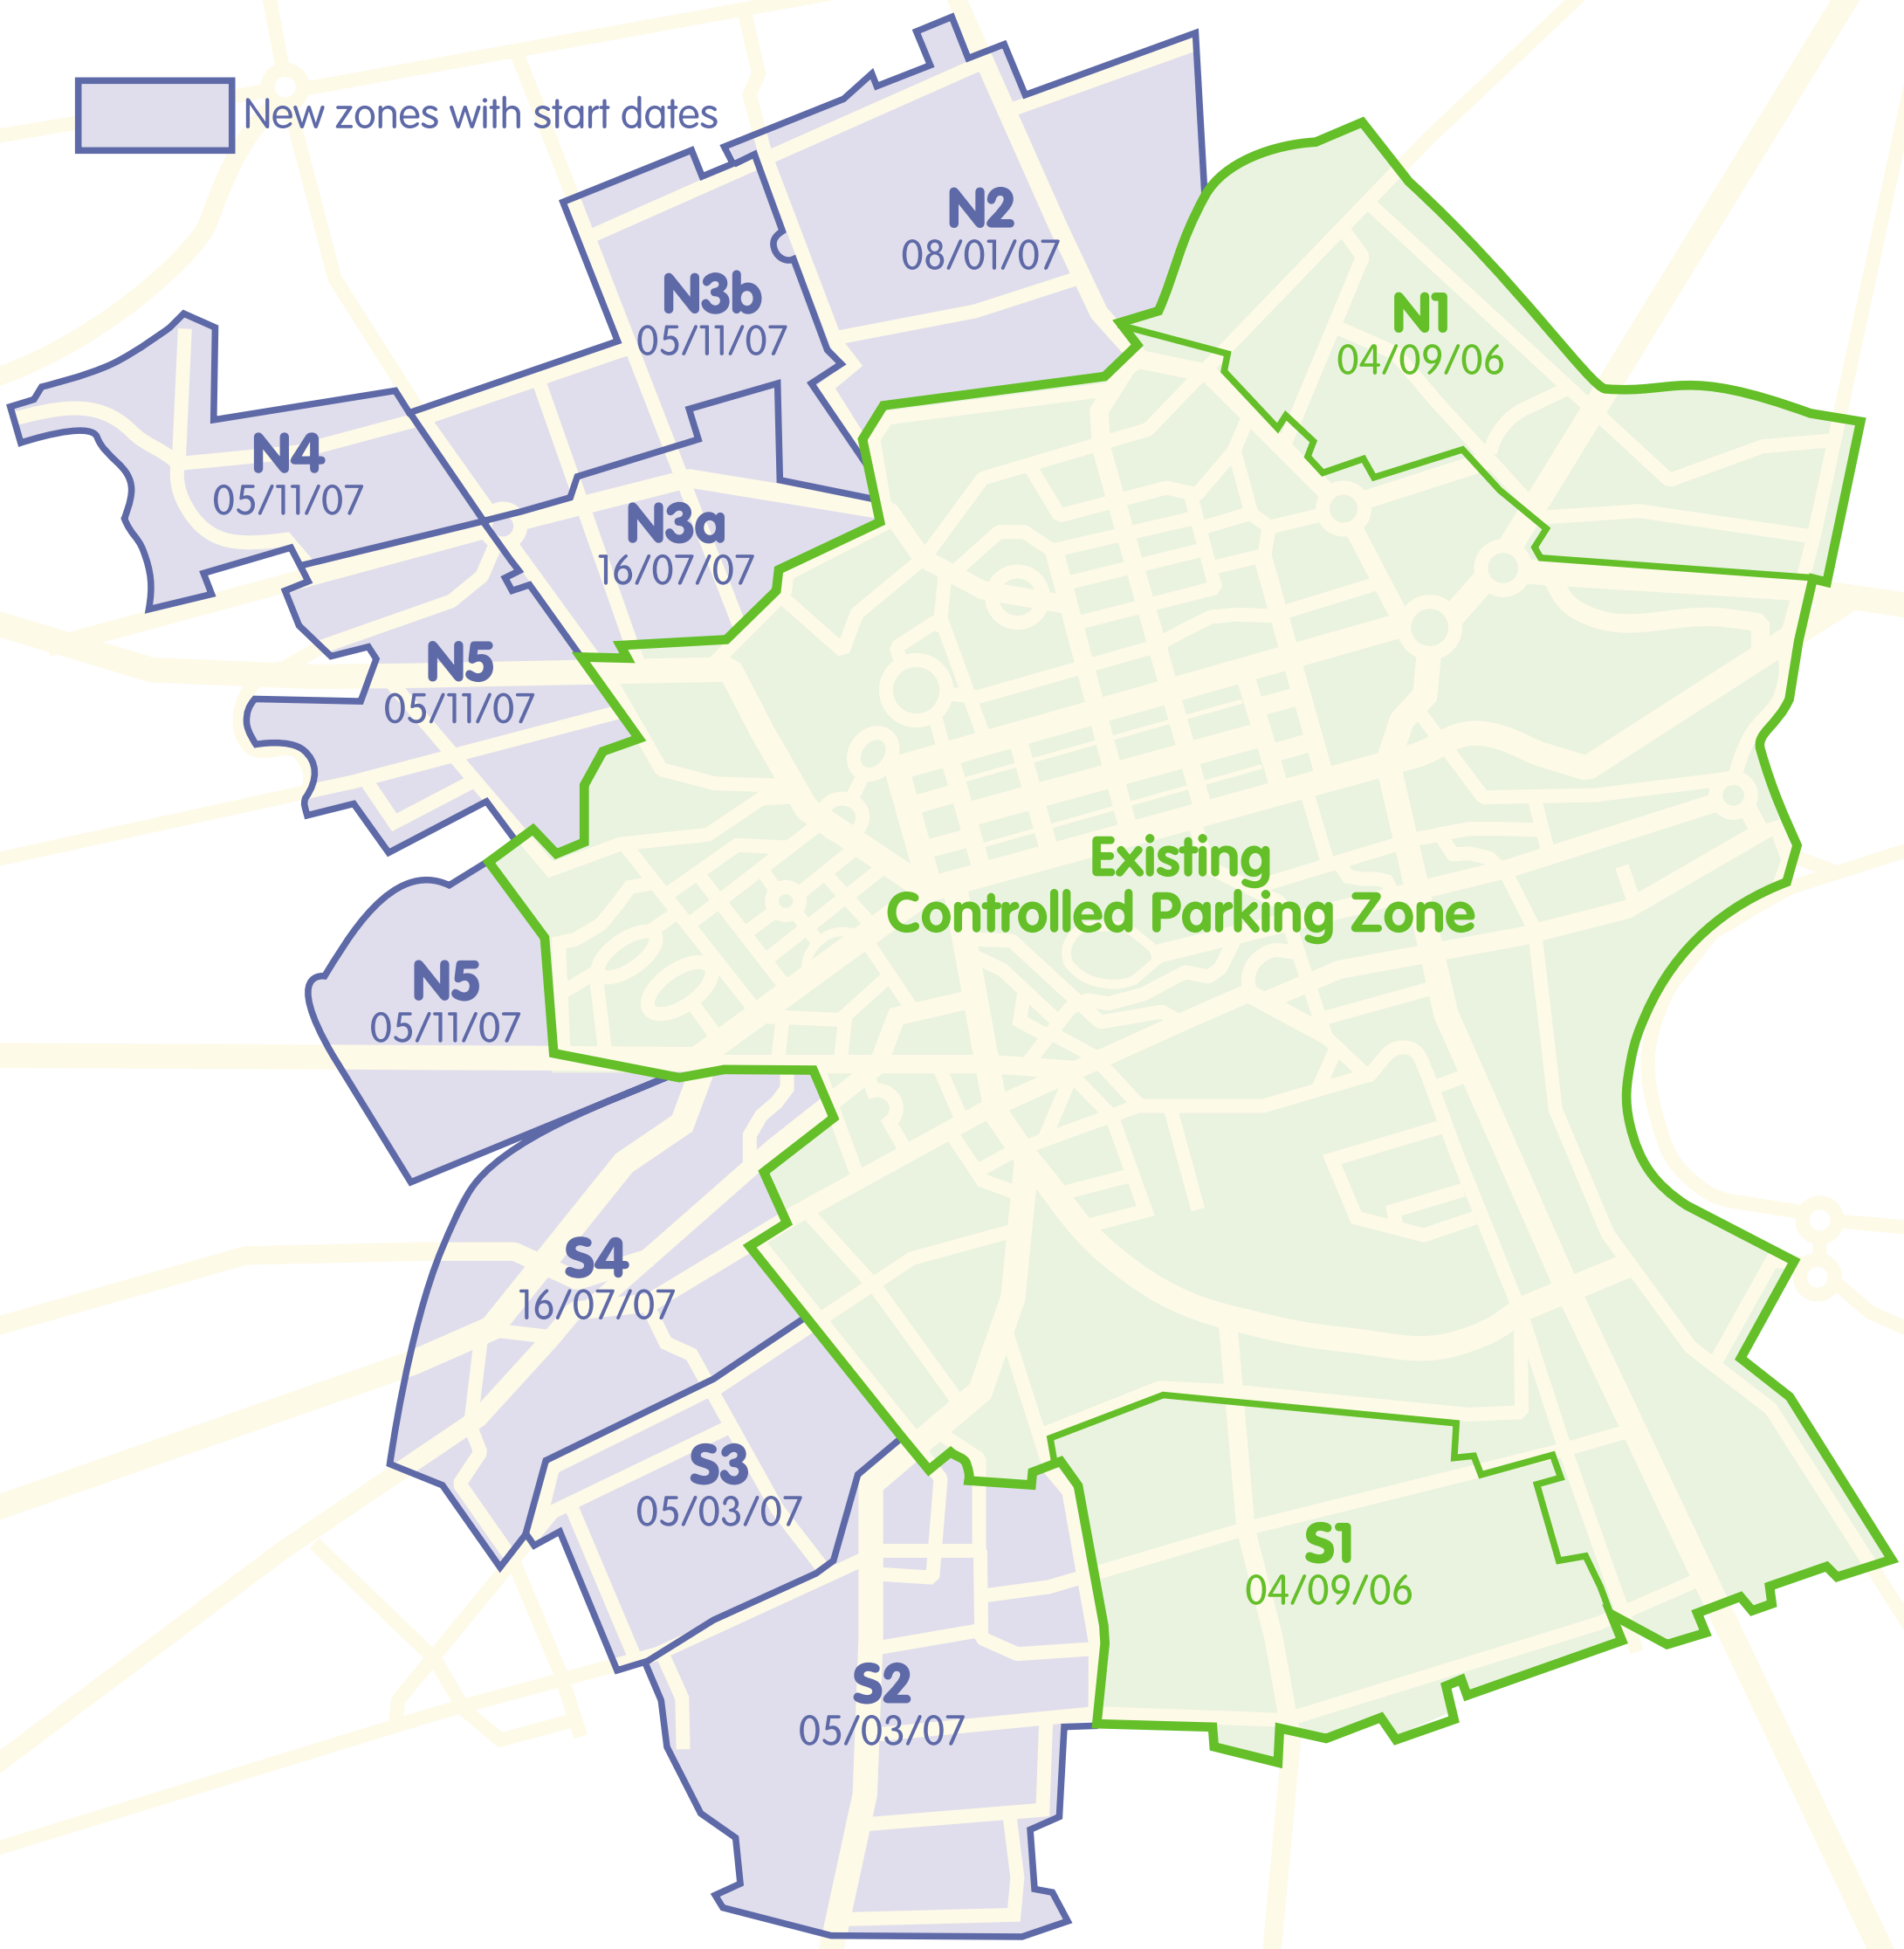 New zones with start dates
N2
08/01/07
N3b
05/11/07
N1
04/09/06
N4
05/11/07
N3a
16/07/07
N5
05/11/07
Existing
Controlled Parking Zone
N5
05/11/07
S4
16/07/07
S3
05/03/07
S1
04/09/06
S2
05/03/07